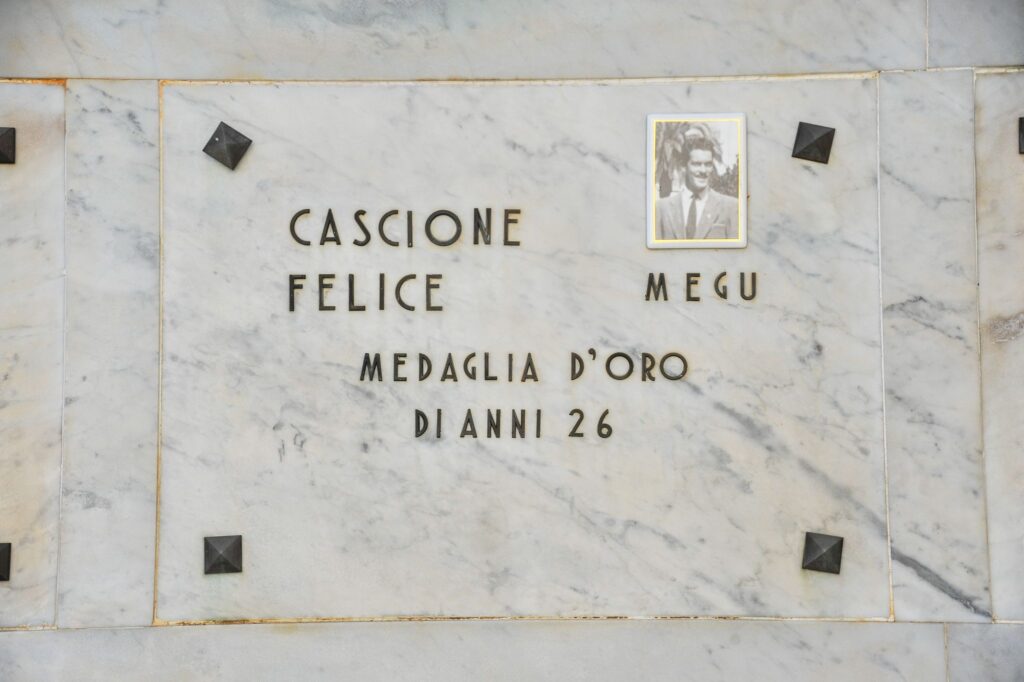 CASCIONE
FELICE
MEGU
MEDAGLIA D'ORO
DI ANNI 26